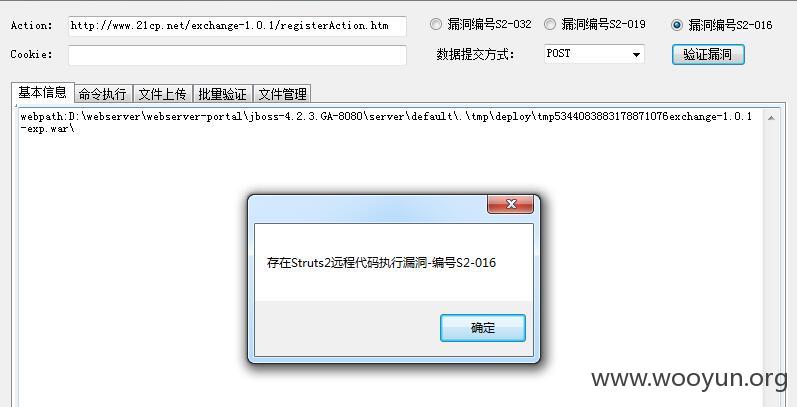 Action: http://www.21cp.net/exchange-1.0.1/registerAction.htm 漏洞编号S2-032 漏洞编号S2-019 漏洞编号S2-016
Cookie: 数据提交方式: POST 验证漏洞
基本信息 命令执行 文件上传 批量验证 文件管理
webpath:D:\webserver\webserver-portal\jboss-4.2.3.GA-8080\server\default\.\tmp\deploy\tmp5344083883178871076exchange-1.0.1
-exp.war\
存在Struts2远程代码执行漏洞-编号S2-016
确定
www.wooyun.org